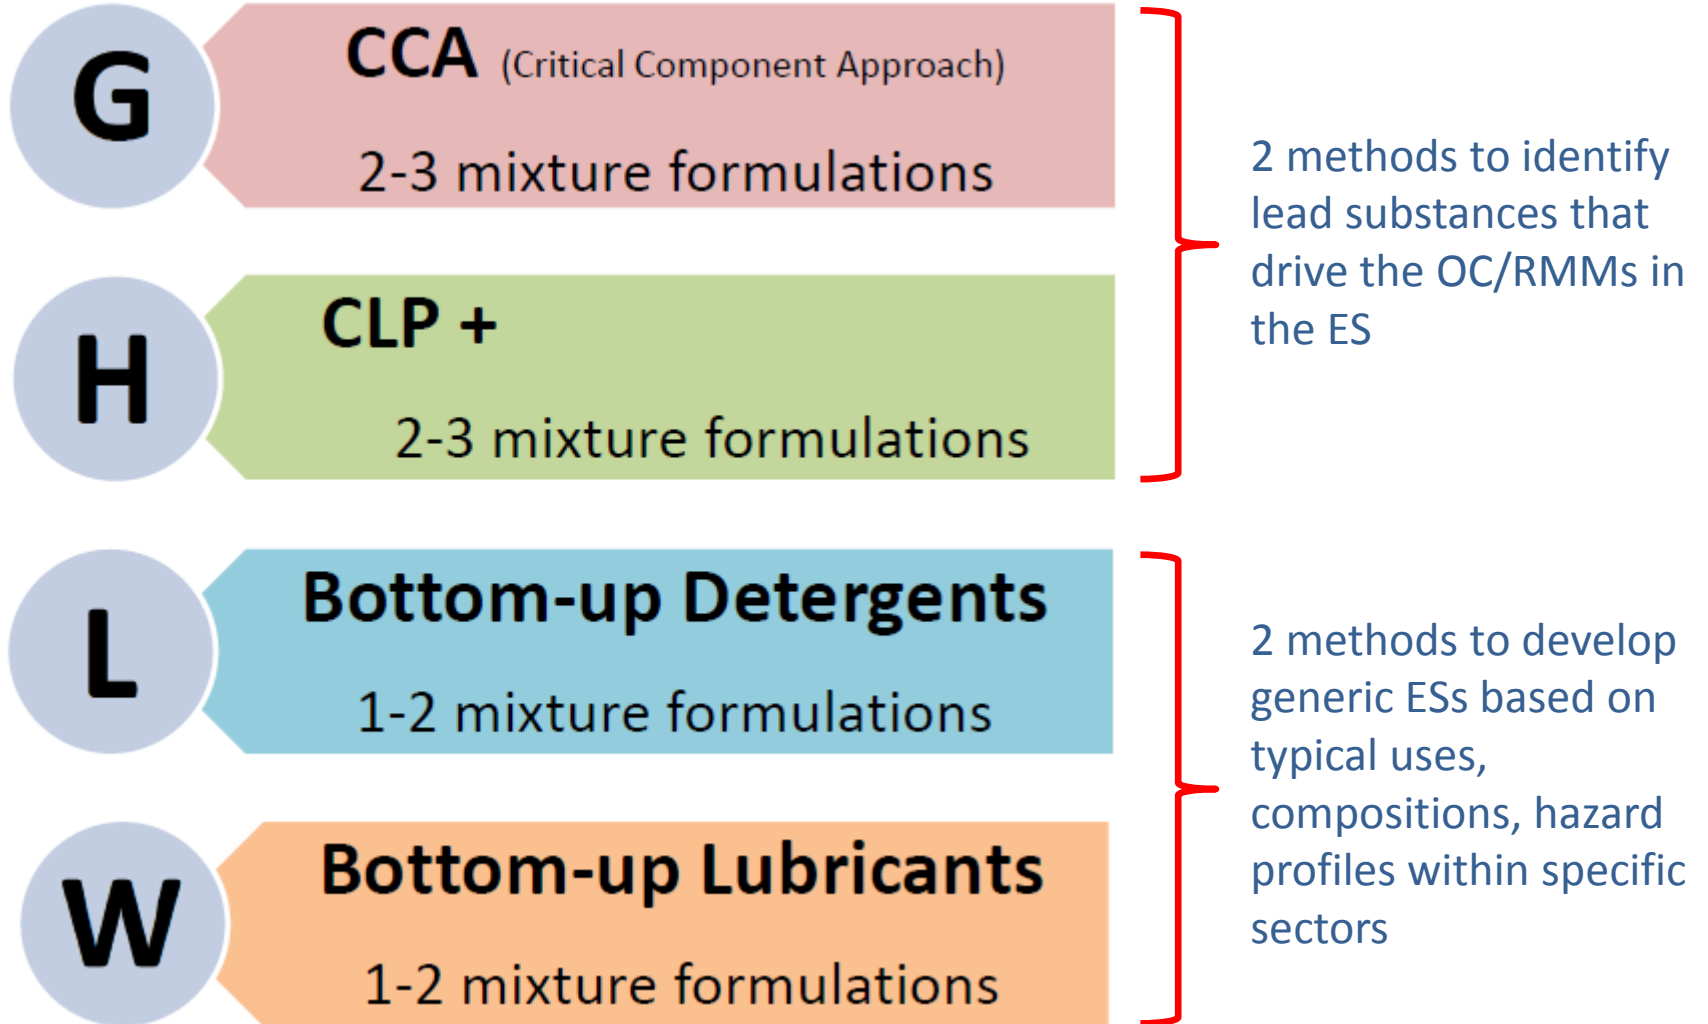 G
CCA (Critical Component Approach)
2-3 mixture formulations
H
CLP +
2-3 mixture formulations
2 methods to identify
lead substances that
drive the OC/RMMs in
the ES
L
Bottom-up Detergents
1-2 mixture formulations
W
Bottom-up Lubricants
1-2 mixture formulations
2 methods to develop
generic ESs based on
typical uses,
compositions, hazard
profiles within specific
sectors